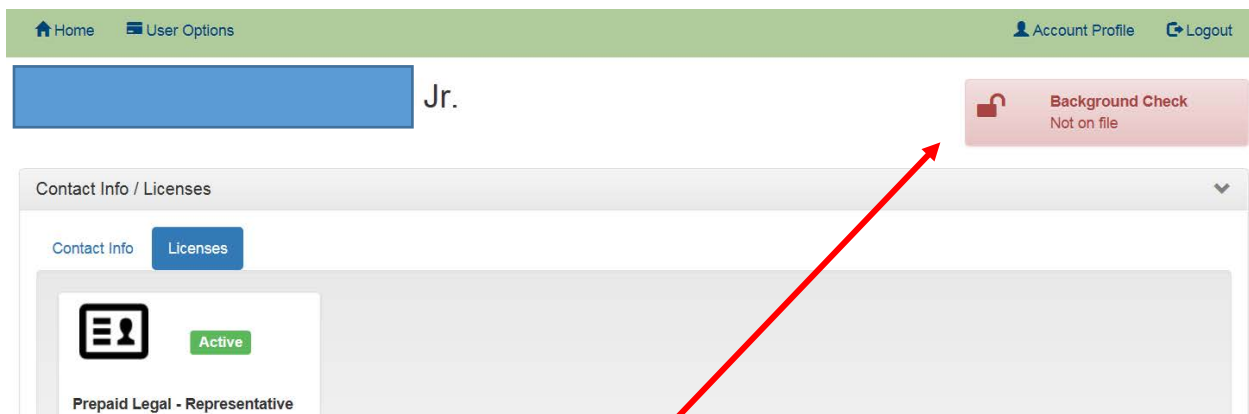 Home User Options Account Profile Logout
Jr.
Background Check
Not on file
Contact Info / Licenses
Contact Info Licenses
Active
Prepaid Legal - Representative